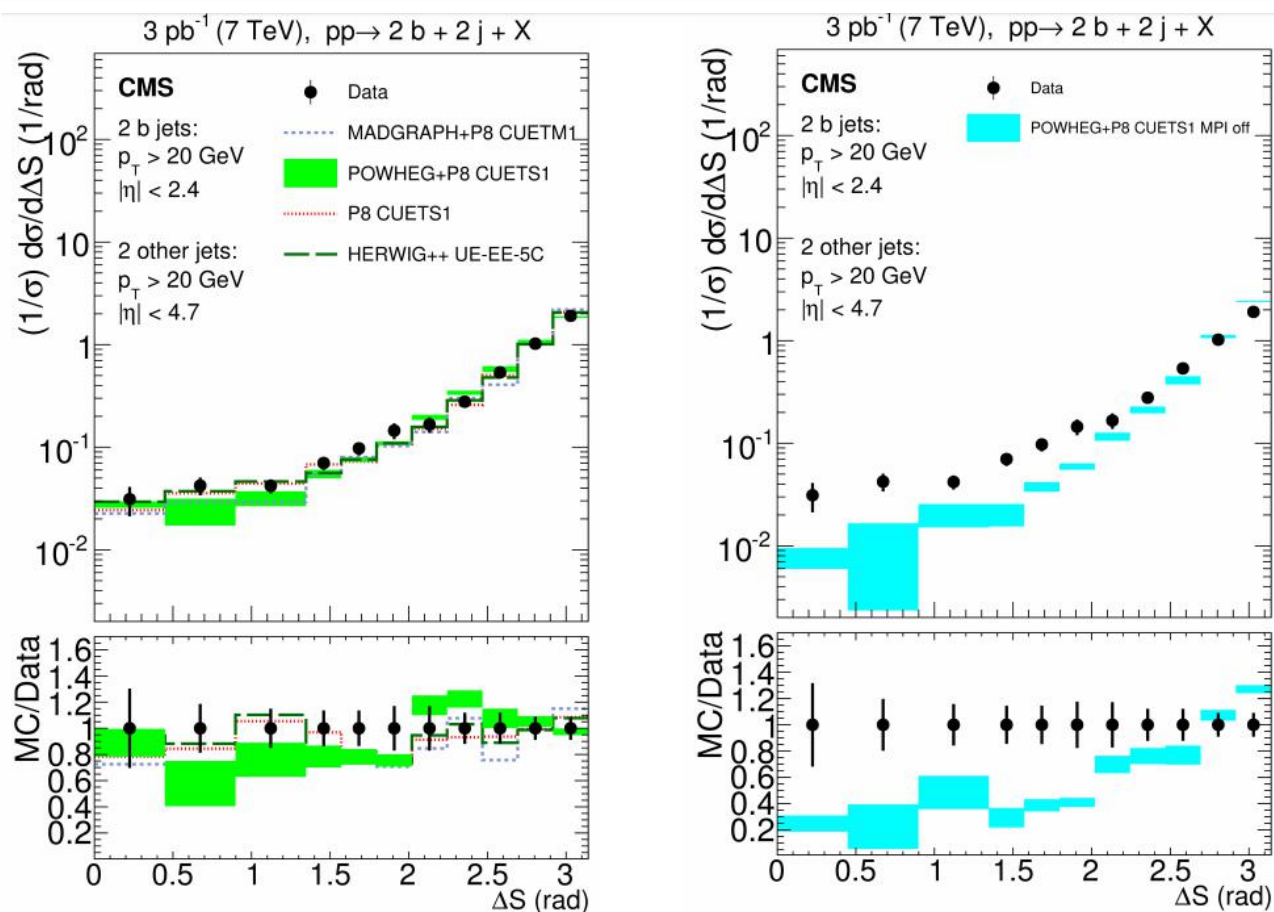 3 pb⁻¹ (7 TeV), pp→ 2 b + 2 j + X
(1/σ) dσ/dΔS (1/rad)
CMS
2 b jets:
p_T > 20 GeV
|η| < 2.4
2 other jets:
p_T > 20 GeV
|η| < 4.7
Data
MADGRAPH+P8 CUETM1
POWHEG+P8 CUETS1
P8 CUETS1
HERWIG++ UE-EE-5C
10²
10
1
10⁻¹
10⁻²
MC/Data
1.6
1.4
1.2
1
0.8
0.6
0.4
0.2
0 0.5 1 1.5 2 2.5 3
ΔS (rad)
3 pb⁻¹ (7 TeV), pp→ 2 b + 2 j + X
(1/σ) dσ/dΔS (1/rad)
CMS
2 b jets:
p_T > 20 GeV
|η| < 2.4
2 other jets:
p_T > 20 GeV
|η| < 4.7
Data
POWHEG+P8 CUETS1 MPI off
10²
10
1
10⁻¹
10⁻²
MC/Data
1.6
1.4
1.2
1
0.8
0.6
0.4
0.2
0 0.5 1 1.5 2 2.5 3
ΔS (rad)